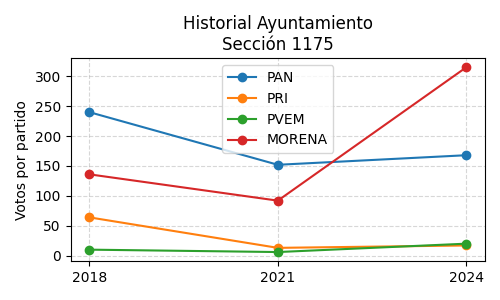 Historial Ayuntamiento
Sección 1175
PAN
PRI
PVEM
MORENA
Votos por partido
300
250
200
150
100
50
0
2018
2021
2024